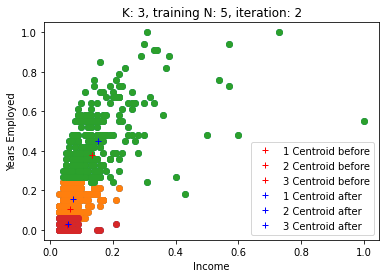 K: 3, training N: 5, iteration: 2
1.0
0.8
0.6
0.4
0.2
0.0
Years Employed
1 Centroid before
2 Centroid before
3 Centroid before
1 Centroid after
2 Centroid after
3 Centroid after
0.0 0.2 0.4 0.6 0.8 1.0
Income